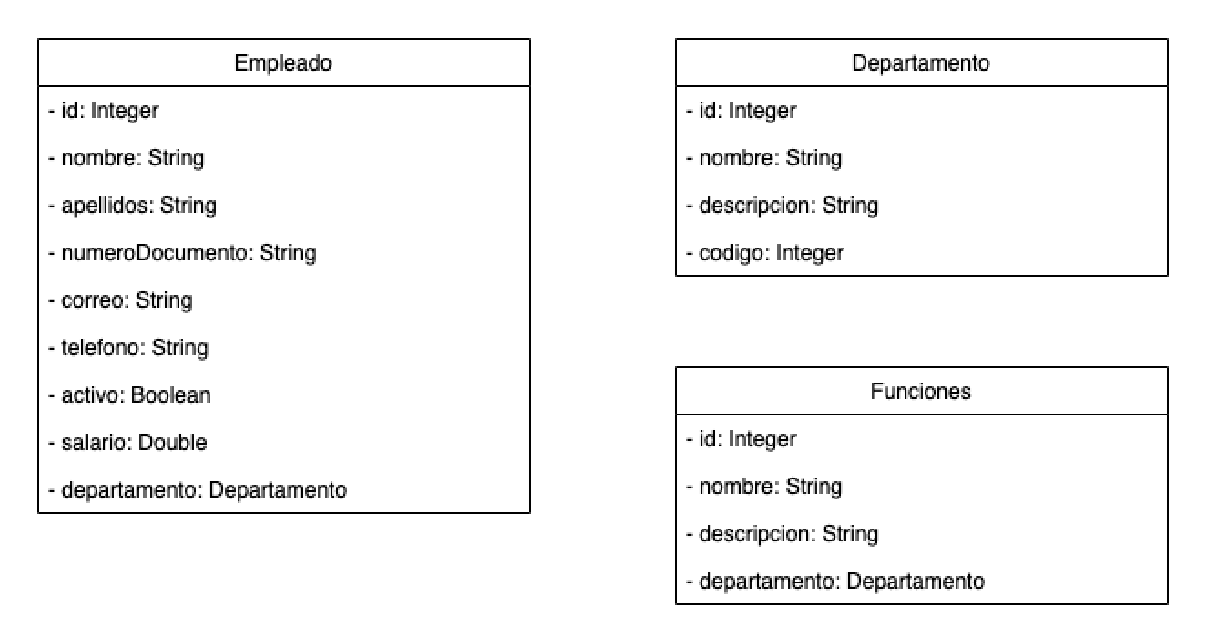 Empleado
- id: Integer
- nombre: String
- apellidos: String
- numeroDocumento: String
- correo: String
- telefono: String
- activo: Boolean
- salario: Double
- departamento: Departamento
Departamento
- id: Integer
- nombre: String
- descripcion: String
- codigo: Integer
Funciones
- id: Integer
- nombre: String
- descripcion: String
- departamento: Departamento